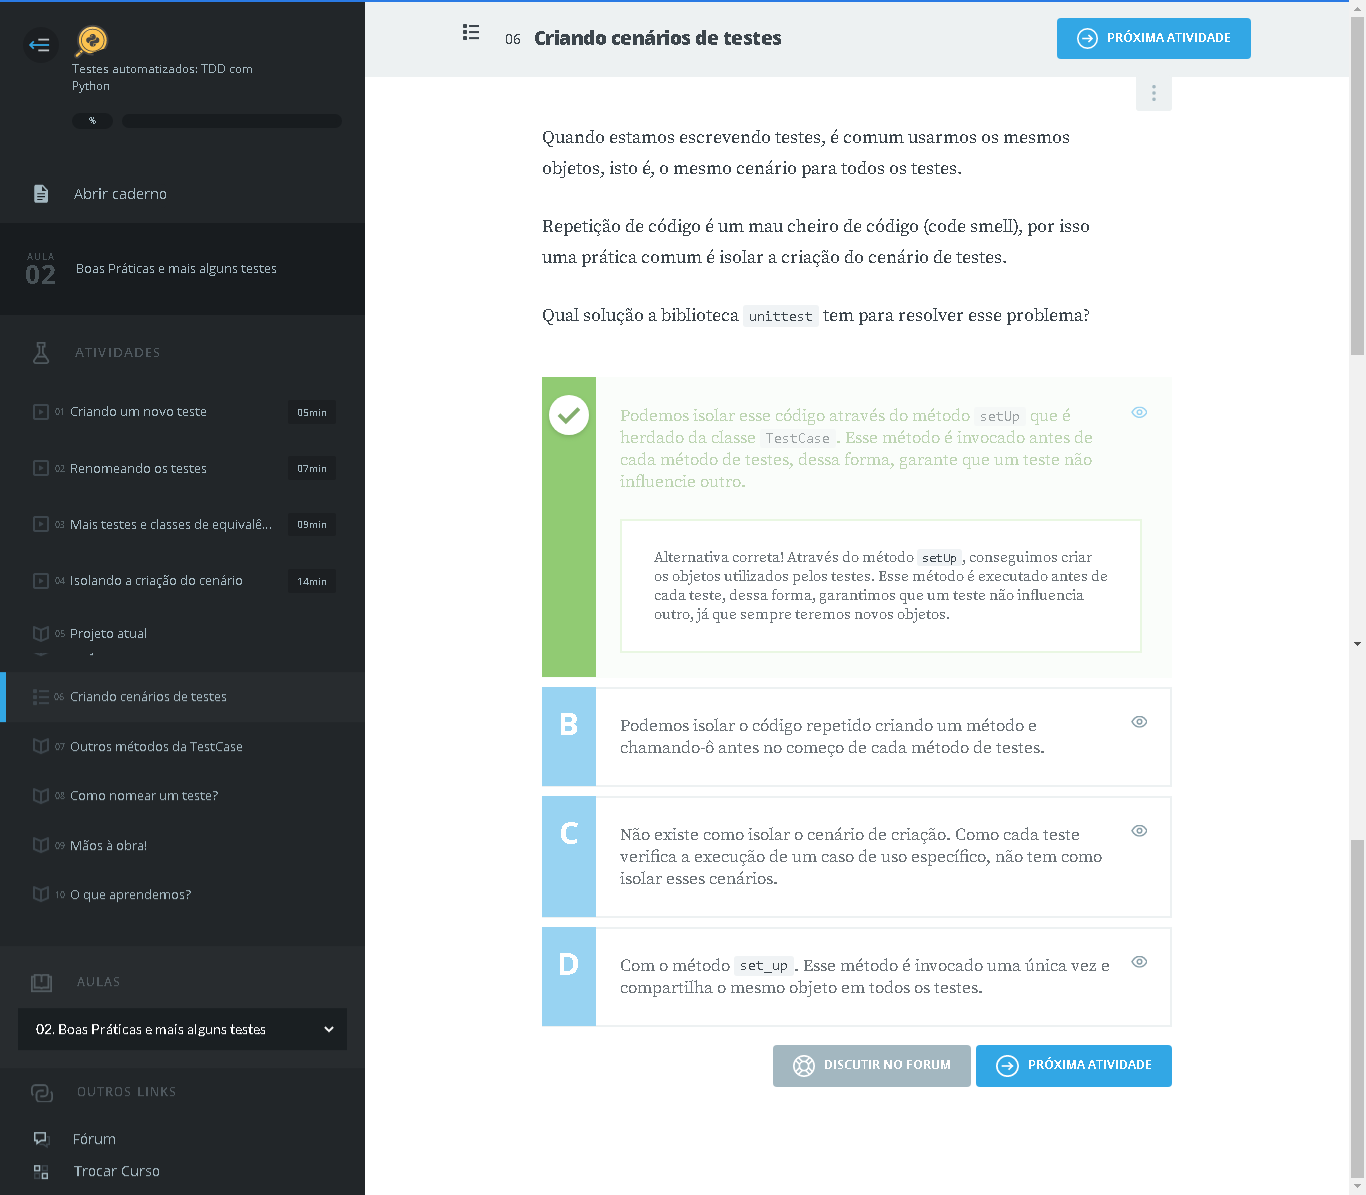 Testes automatizados: TDD com
Python
%
Abrir caderno
AULA
02
Boas Práticas e mais alguns testes
ATIVIDADES
01 Criando um novo teste 05min
02 Renomeando os testes 07min
03 Mais testes e classes de equivalê... 09min
04 Isolando a criação do cenário 14min
05 Projeto atual
06 Criando cenários de testes
07 Outros métodos da TestCase
08 Como nomear um teste?
09 Mãos à obra!
10 O que aprendemos?
AULAS
02. Boas Práticas e mais alguns testes
OUTROS LINKS
Fórum
Trocar Curso
06 Criando cenários de testes
PRÓXIMA ATIVIDADE
Quando estamos escrevendo testes, é comum usarmos os mesmos
objetos, isto é, o mesmo cenário para todos os testes.
Repetição de código é um mau cheiro de código (code smell), por isso
uma prática comum é isolar a criação do cenário de testes.
Qual solução a biblioteca unittest tem para resolver esse problema?
Podemos isolar esse código através do método setUp que é
herdado da classe TestCase . Esse método é invocado antes de
cada método de testes, dessa forma, garante que um teste não
influencie outro.
Alternativa correta! Através do método setUp, conseguimos criar
os objetos utilizados pelos testes. Esse método é executado antes de
cada teste, dessa forma, garantimos que um teste não influencia
outro, já que sempre teremos novos objetos.
B
Podemos isolar o código repetido criando um método e
chamando-ô antes no começo de cada método de testes.
C
Não existe como isolar o cenário de criação. Como cada teste
verifica a execução de um caso de uso específico, não tem como
isolar esses cenários.
D
Com o método set_up . Esse método é invocado uma única vez e
compartilha o mesmo objeto em todos os testes.
DISCUTIR NO FORUM
PRÓXIMA ATIVIDADE